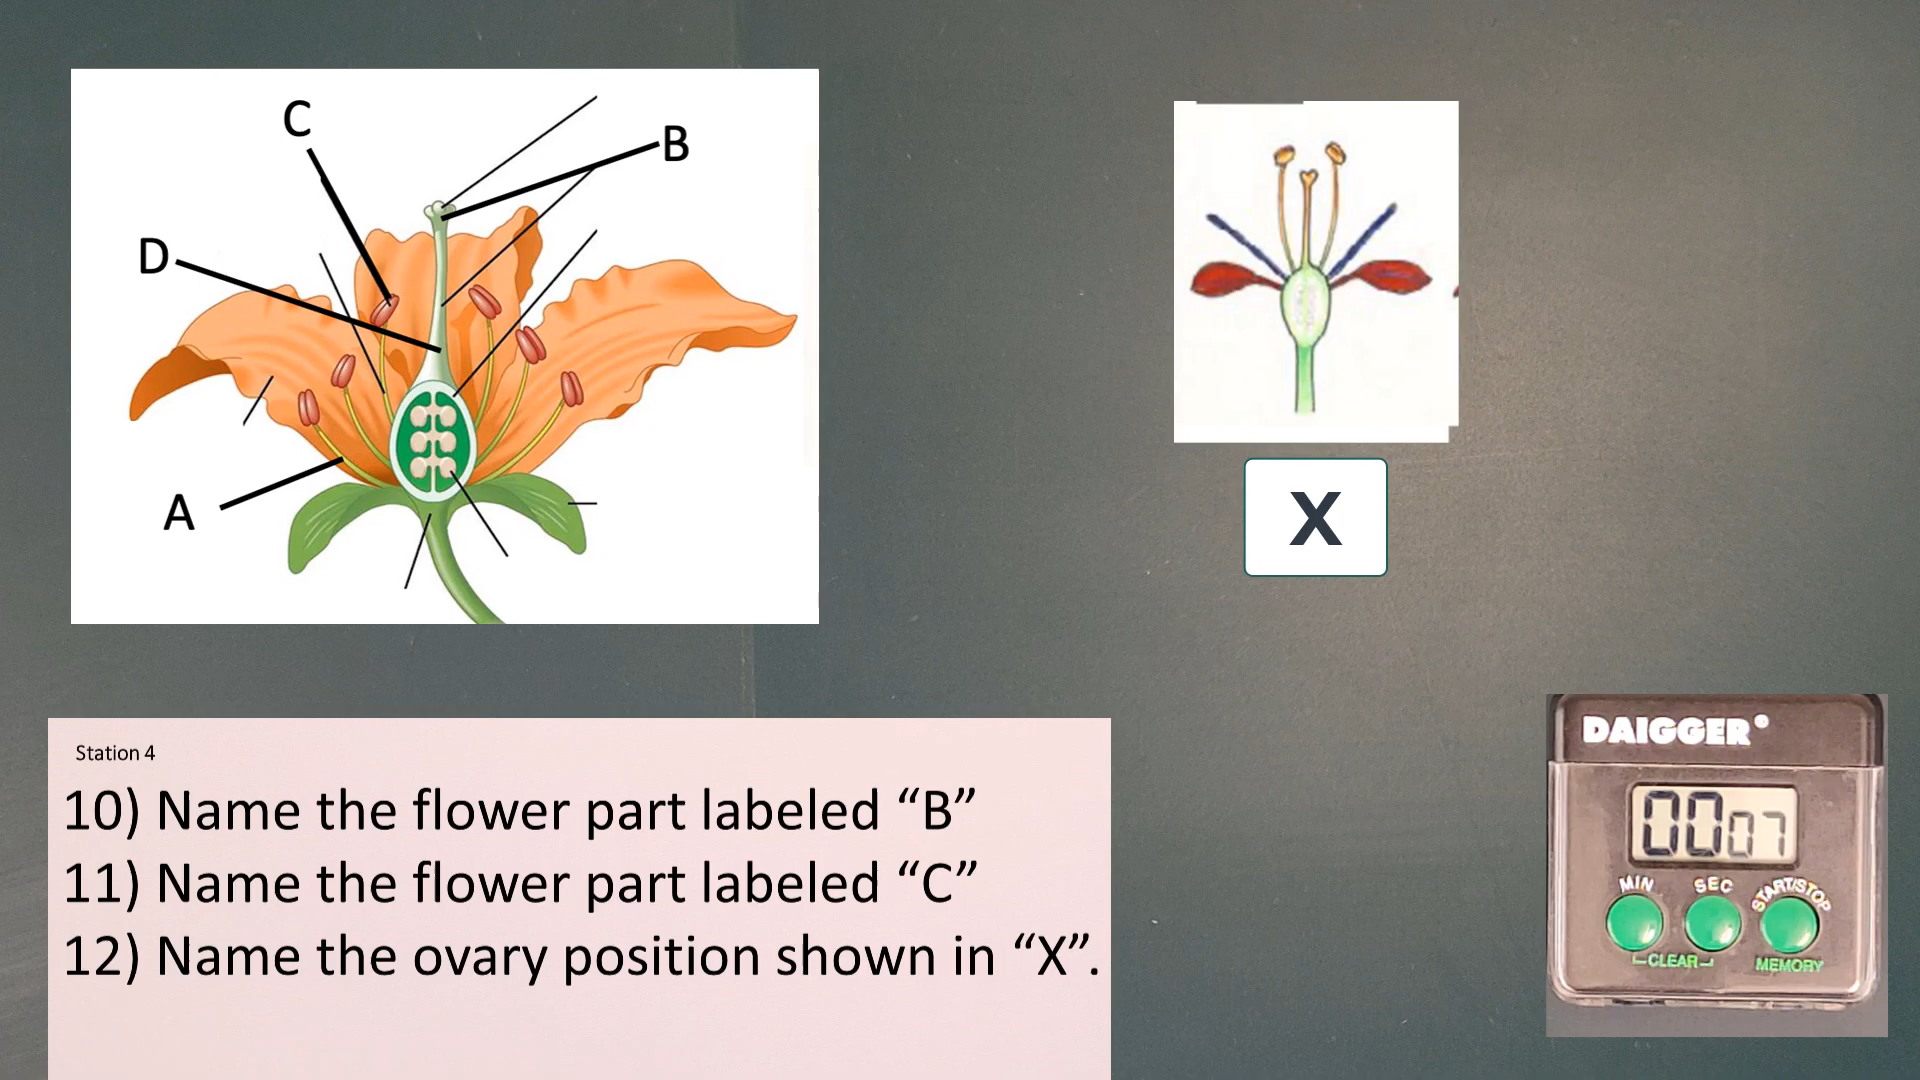 C
B
D
A
X
Station 4
10) Name the flower part labeled “B”
11) Name the flower part labeled “C”
12) Name the ovary position shown in “X”.
DAIGGER®
00 07
MIN SEC START/STOP
CLEAR MEMORY